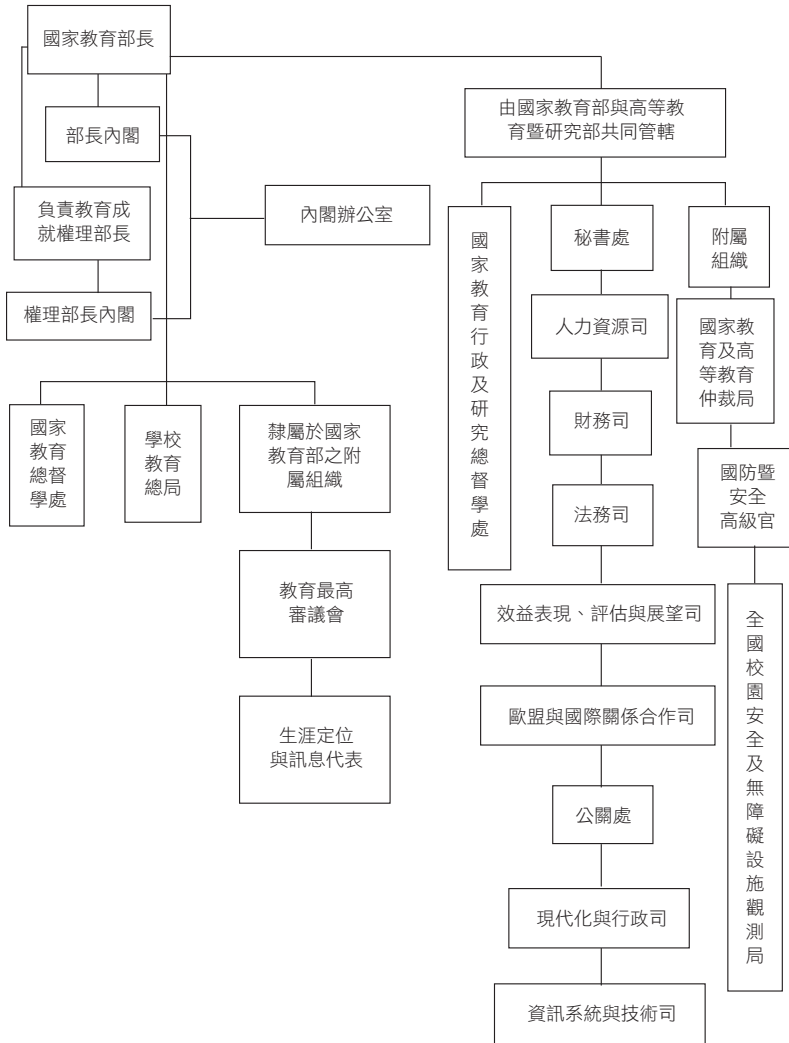 國家教育部長
部長內閣
負責教育成
就權理部長
權理部長內閣
內閣辦公室
國家
教育
總督
學處
學校
教育
總局
隸屬於國家
教育部之附
屬組織
教育最高
審議會
生涯定位
與訊息代表
由國家教育部與高等教
育暨研究部共同管轄
國家教育行政及研究總督學處
秘書處
人力資源司
財務司
法務司
效益表現、評估與展望司
歐盟與國際關係合作司
公關處
現代化與行政司
資訊系統與技術司
附屬
組織
國家教
育及高
等教育
仲裁局
國防暨
安全
高級官
全國校園安全及無障礙設施觀測局